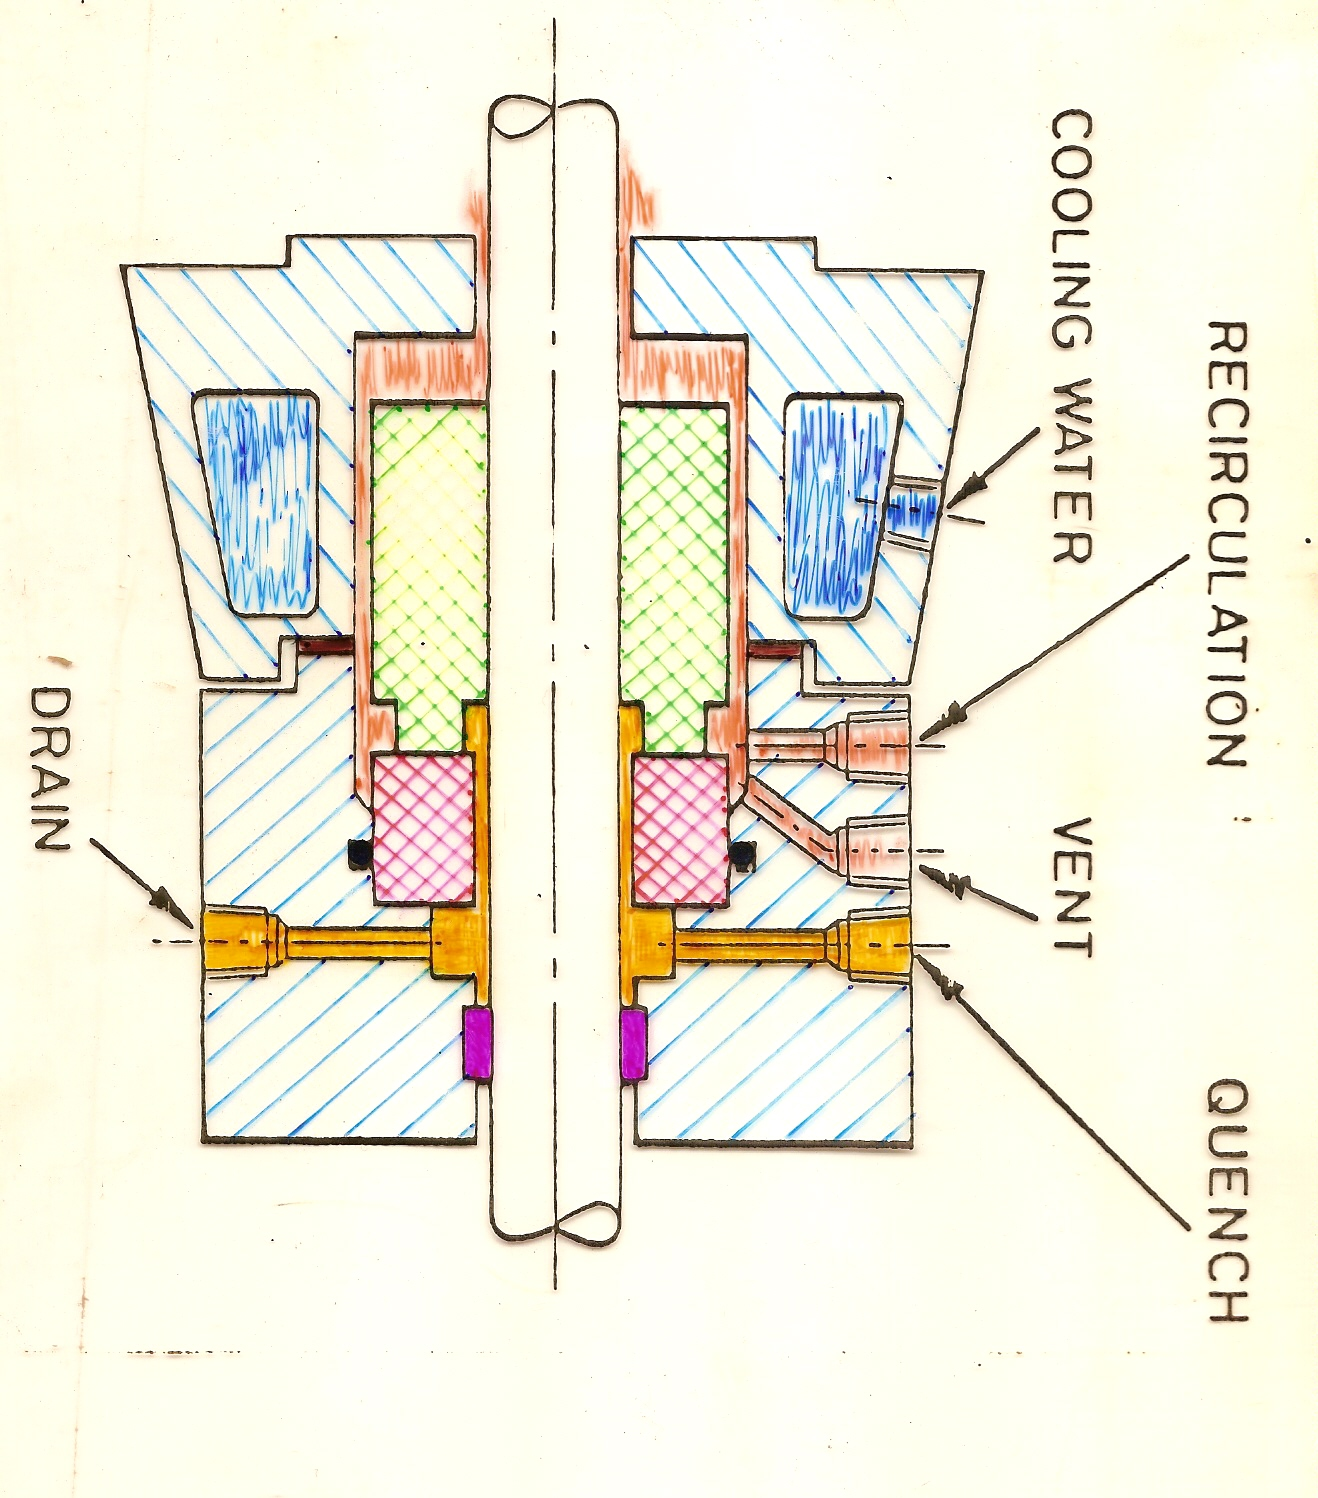 COOLING WATER
RECIRCULATION
VENT
QUENCH
DRAIN